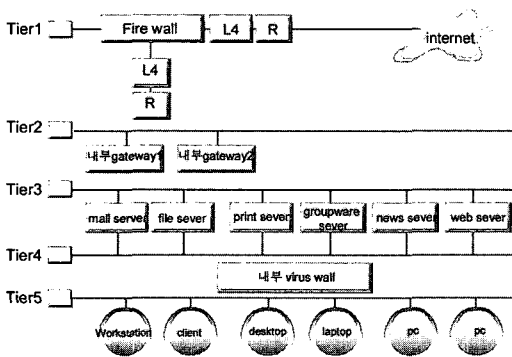 Tier1 Fire wall L4 R internet
L4
R
Tier2
내부gateway1 내부gateway2
Tier3
mail server file sever print sever groupware sever news sever web sever
Tier4
내부 virus wall
Tier5
Workstation client desktop laptop pc pc